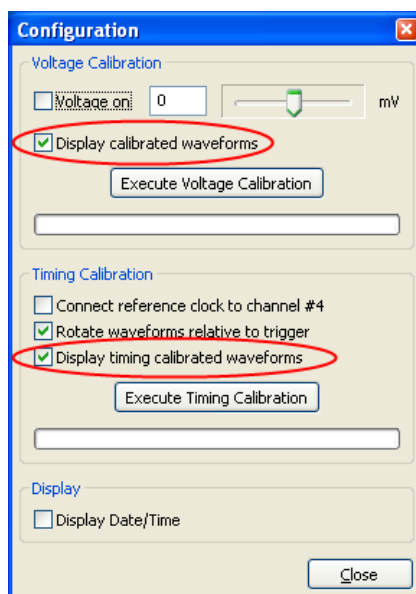 Configuration
Voltage Calibration
Voltage on 0 mV
Display calibrated waveforms
Execute Voltage Calibration
Timing Calibration
Connect reference clock to channel #4
Rotate waveforms relative to trigger
Display timing calibrated waveforms
Execute Timing Calibration
Display
Display Date/Time
Close